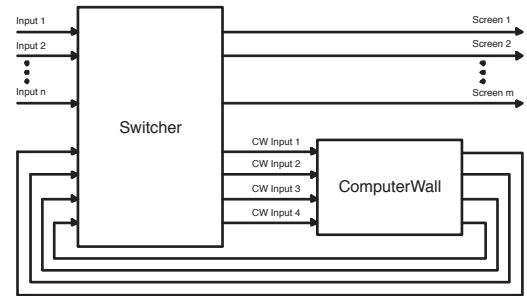 Input 1
Screen 1
Input 2
Screen 2
Input n
Screen m
Switcher
CW Input 1
CW Input 2
CW Input 3
CW Input 4
ComputerWall